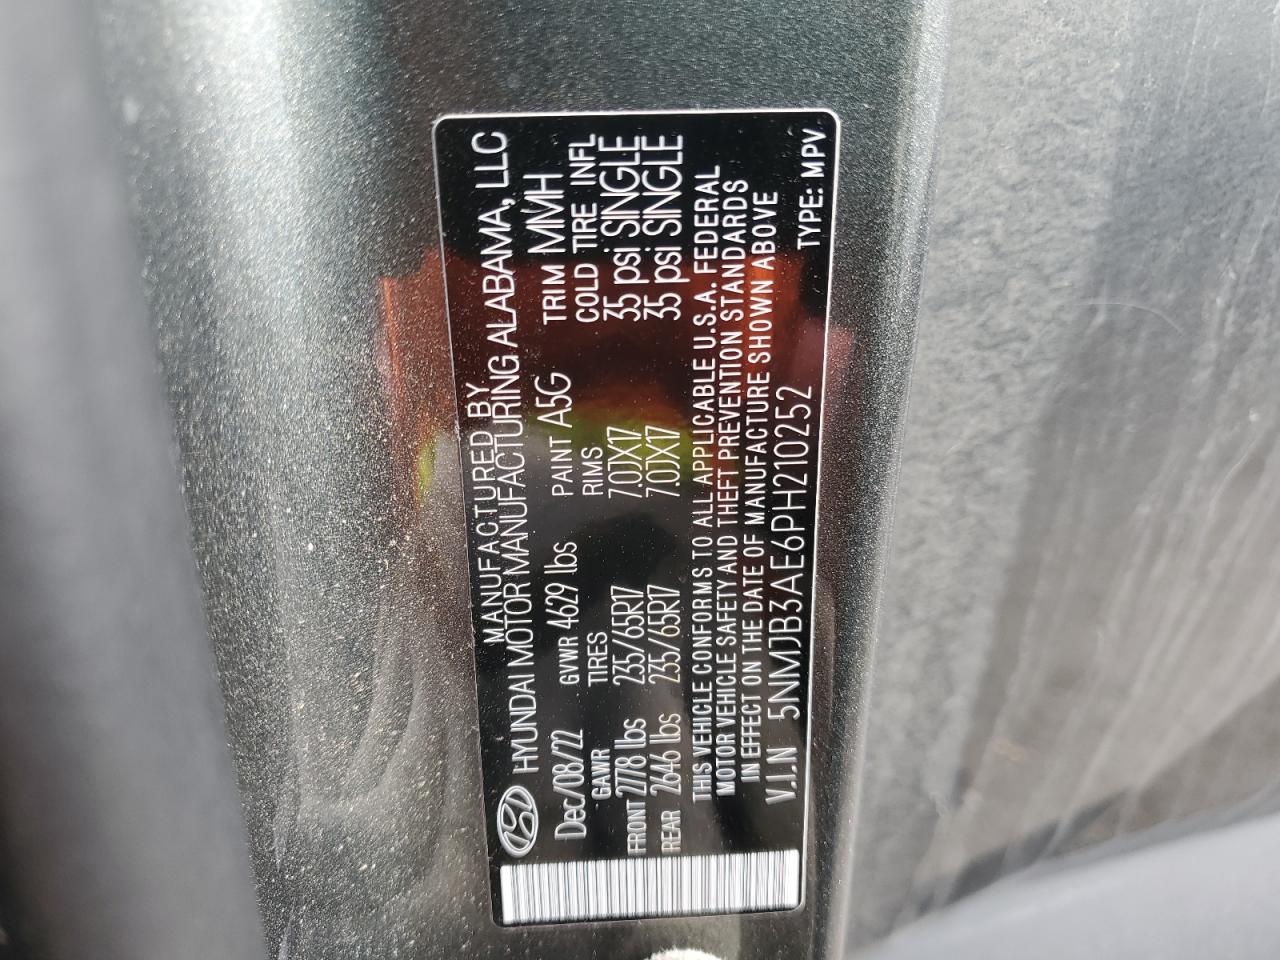 MANUFACTURED BY
HYUNDAI MOTOR MANUFACTURING ALABAMA, LLC
Dec/08/22 GVWR 4629 lbs PAINT A5G TRIM MMH
GAWR TIRES RIMS COLD TIRE INFL
FRONT 2778 lbs 235/65R17 7.0JX17 35 psi SINGLE
REAR 2646 lbs 235/65R17 7.0JX17 35 psi SINGLE
THIS VEHICLE CONFORMS TO ALL APPLICABLE U.S.A. FEDERAL
MOTOR VEHICLE SAFETY AND THEFT PREVENTION STANDARDS
IN EFFECT ON THE DATE OF MANUFACTURE SHOWN ABOVE
V.I.N 5NMJB3AE6PH210252
TYPE: MPV